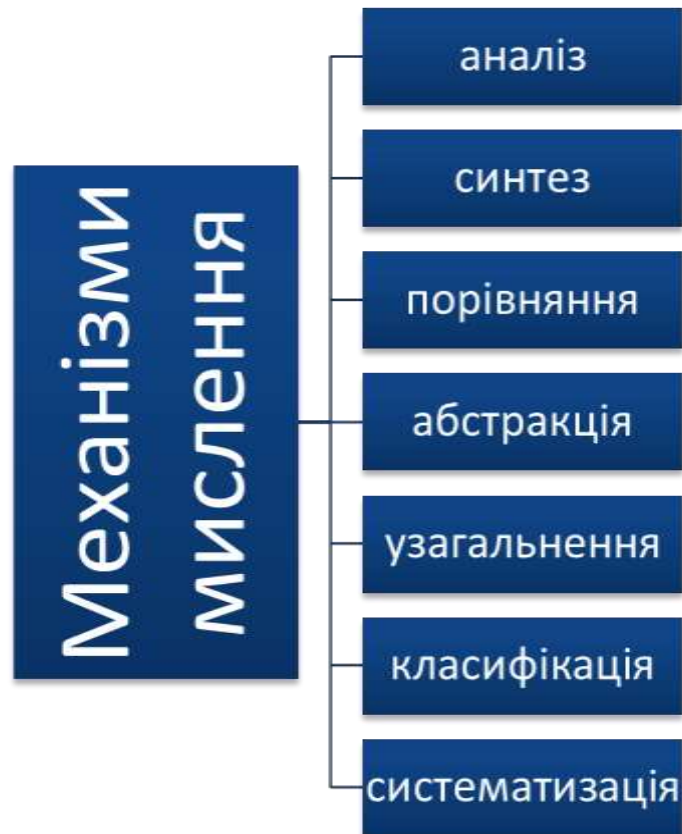 Механізми
мислення
аналіз
синтез
порівняння
абстракція
узагальнення
класифікація
систематизація